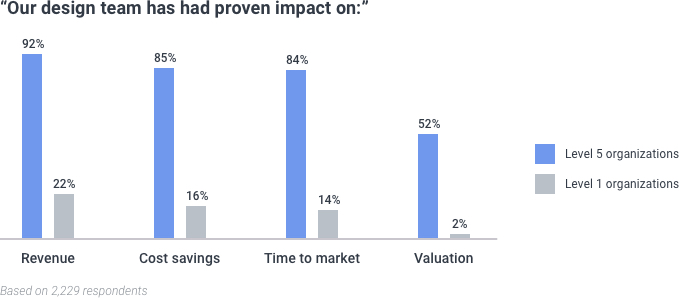 “Our design team has had proven impact on:”
92%
22%
85%
16%
84%
14%
52%
2%
Revenue
Cost savings
Time to market
Valuation
Level 5 organizations
Level 1 organizations
Based on 2,229 respondents